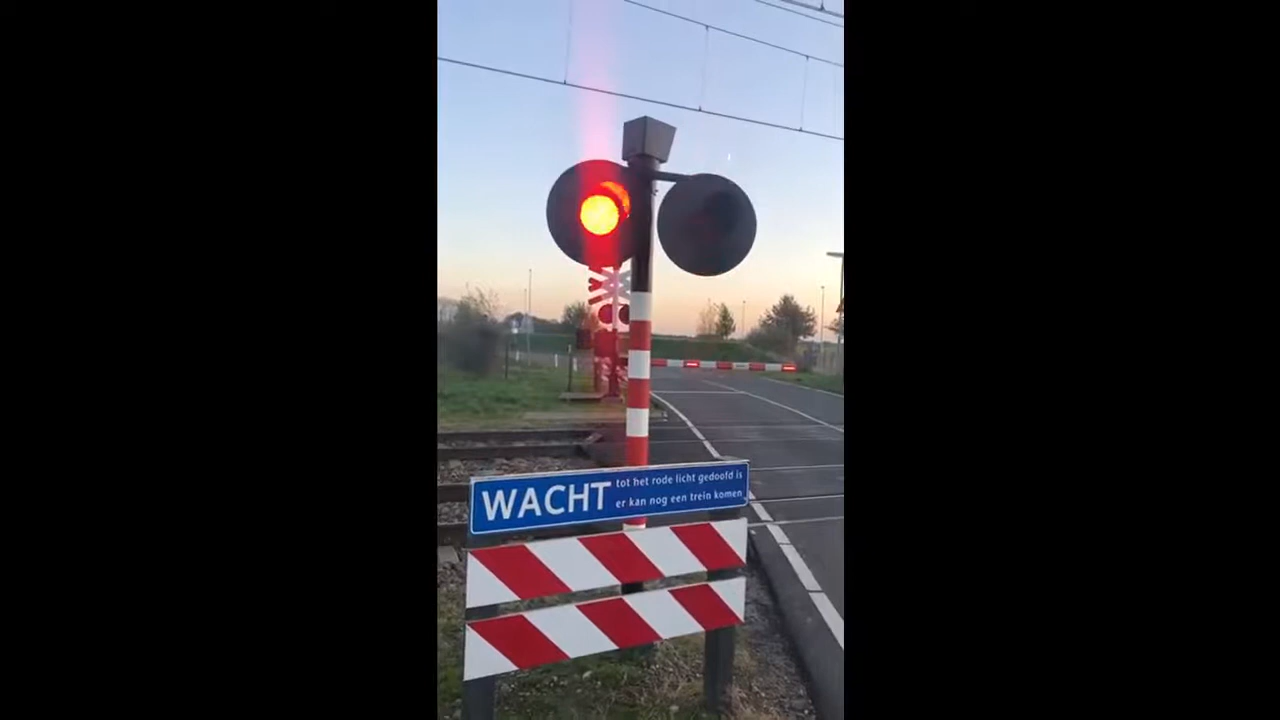 WACHT tot het rode licht gedoofd is
er kan nog een trein komen